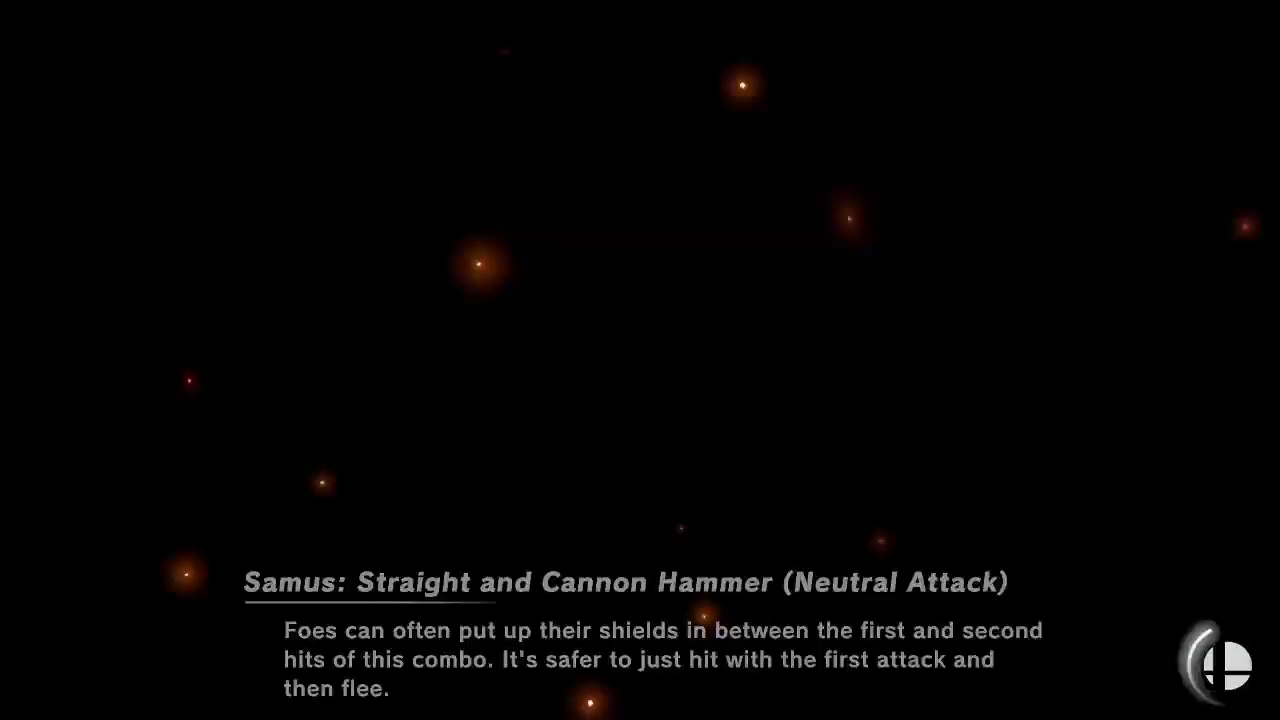 Samus: Straight and Cannon Hammer (Neutral Attack)
Foes can often put up their shields in between the first and second
hits of this combo. It's safer to just hit with the first attack and
then flee.